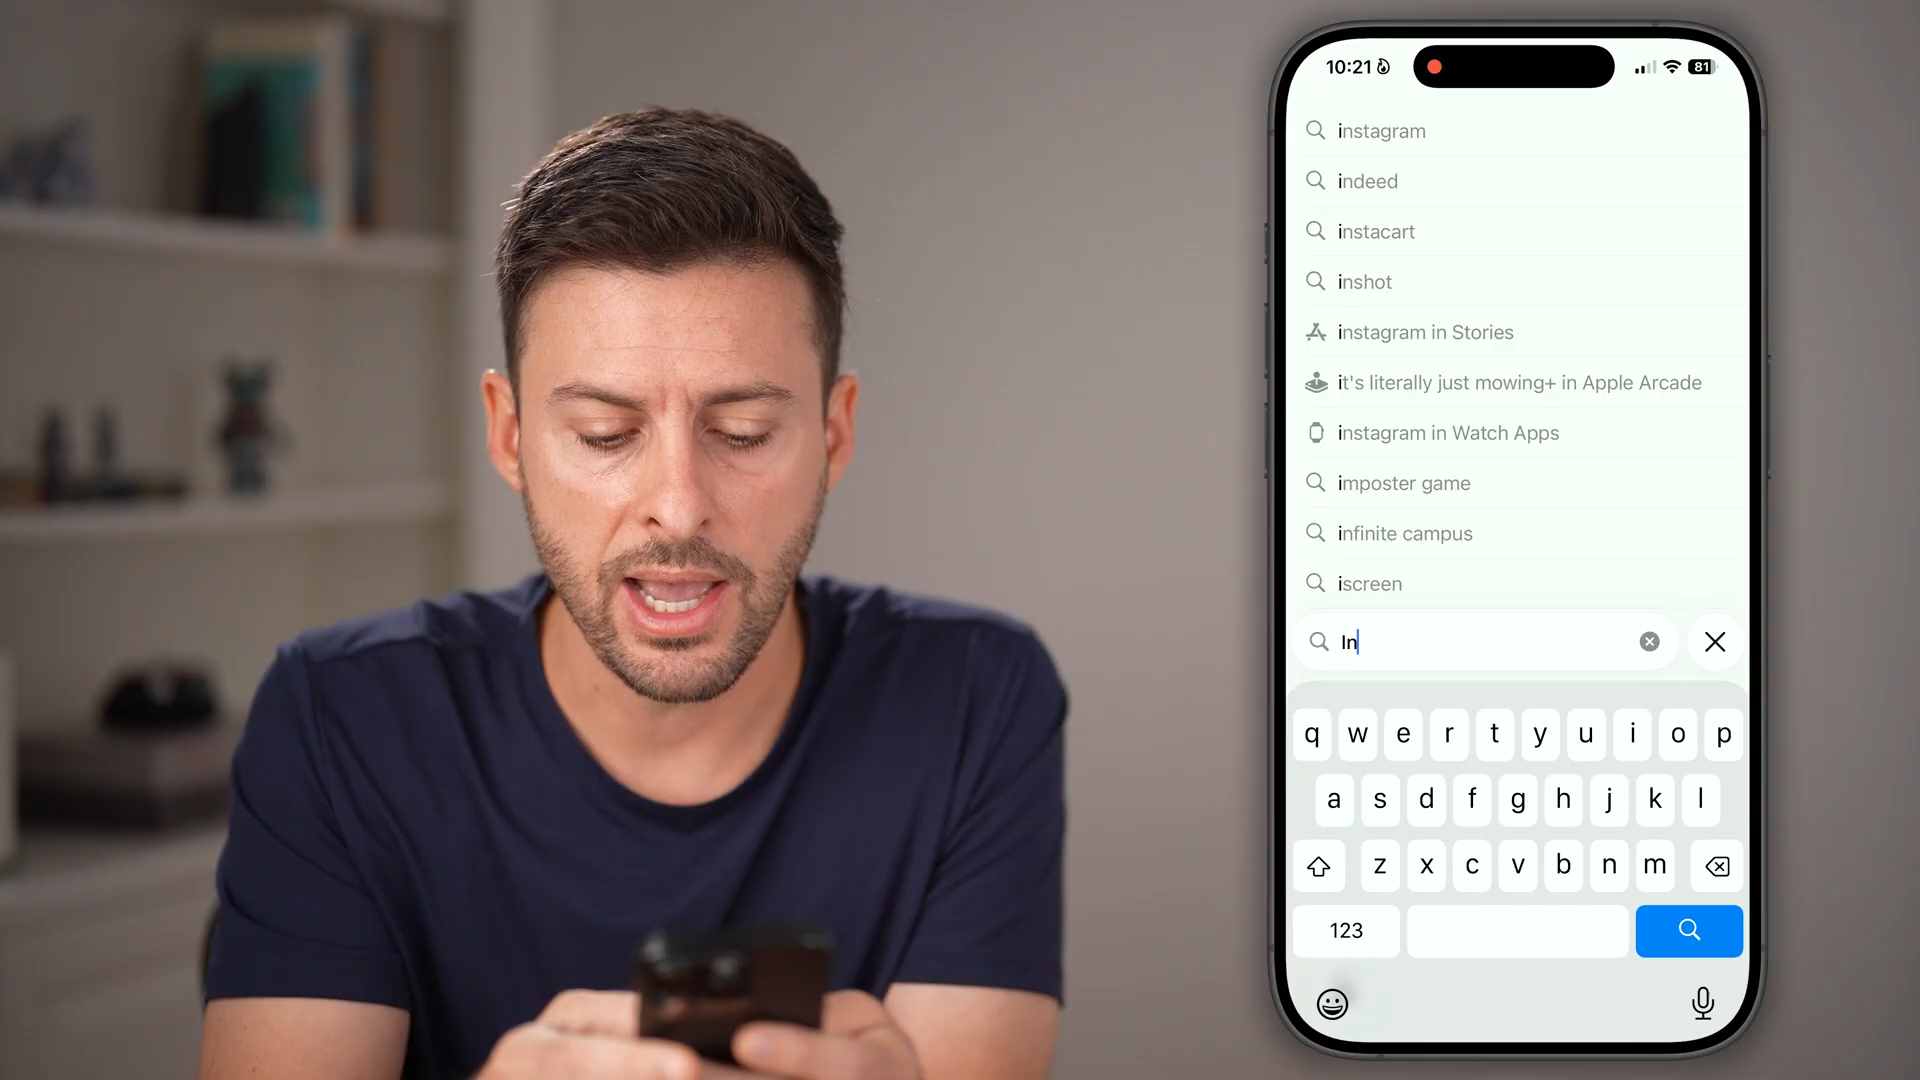 10:21
81
instagram
indeed
instacart
inshot
instagram in Stories
it's literally just mowing+ in Apple Arcade
instagram in Watch Apps
imposter game
infinite campus
iscreen
In
q w e r t y u i o p
a s d f g h j k l
z x c v b n m
123